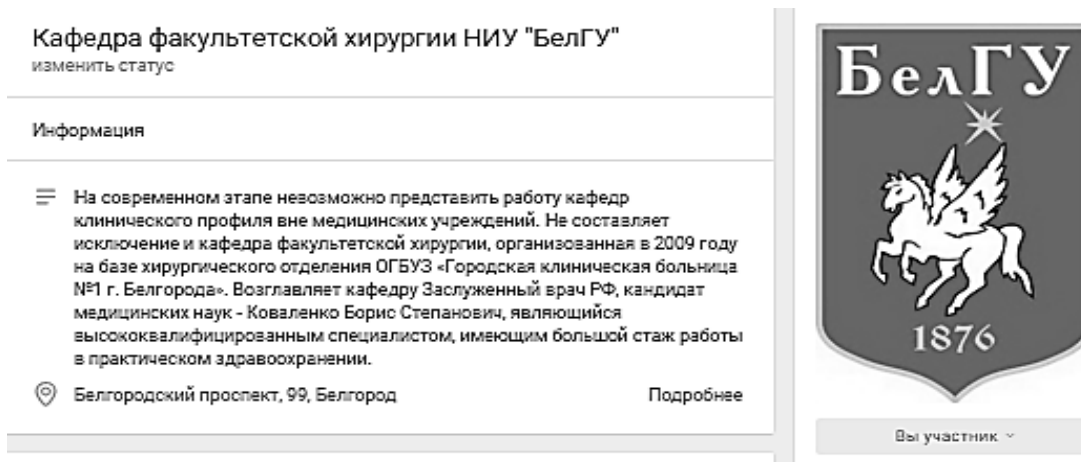 Кафедра факультетской хирургии НИУ "БелГУ"
изменить статус
Информация
На современном этапе невозможно представить работу кафедр
клинического профиля вне медицинских учреждений. Не составляет
исключение и кафедра факультетской хирургии, организованная в 2009 году
на базе хирургического отделения ОГБУЗ «Городская клиническая больница
№1 г. Белгорода». Возглавляет кафедру Заслуженный врач РФ, кандидат
медицинских наук - Коваленко Борис Степанович, являющийся
высококвалифицированным специалистом, имеющим большой стаж работы
в практическом здравоохранении.
Белгородский проспект, 99, Белгород
Подробнее
БелГУ
1876
Вы участник